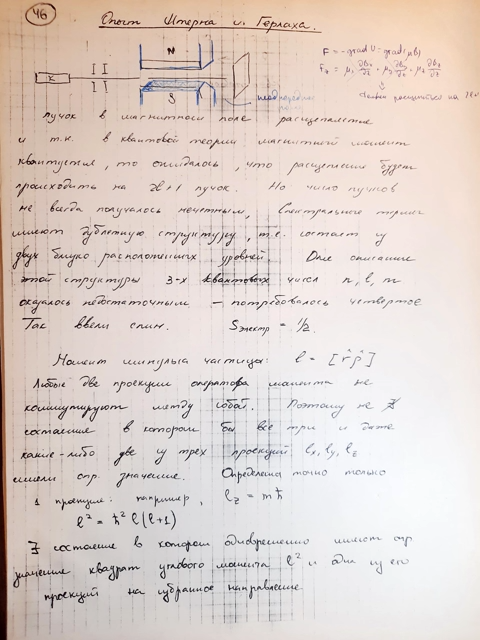 46
Опыт Штерна и Герлаха.
N
K
S
неоднородное поле
F = -grad U = grad(μB)
Fz = μx ∂Bx/∂z + μy ∂By/∂z + μz ∂Bz/∂z
пучок в магнитном поле расщепляется
и т.к. в квантовой теории магнитный момент
квантуется, то ожидалось, что расщепление будет
происходить на 2l+1 пучок. Но число пучков
не всегда получалось нечетным, Спектральные термы
имеют дублетную структуру, т.е. состоят из
двух близко расположенных уровней. Для описания
этой структуры 3-х квантовых чисел n, l, m
оказалось недостаточным – потребовалось четвертое
Так ввели спин. Sэлектр = 1/2.
Момент импульса частицы: l = [r̂ p̂]
Любые две проекции оператора момента не
коммутируют между собой. Поэтому не ∃
состояние в котором бы все три и даже
какие-либо две из трех проекций lx, ly, lz
имели опр. значение. Определена точно только
1 проекция. например, lz = mħ
l² = ħ² l(l+1)
∃ состояние в котором одновременно имеют опр
значение квадрат углового момента l² и одна из его
проекций на избранное направление